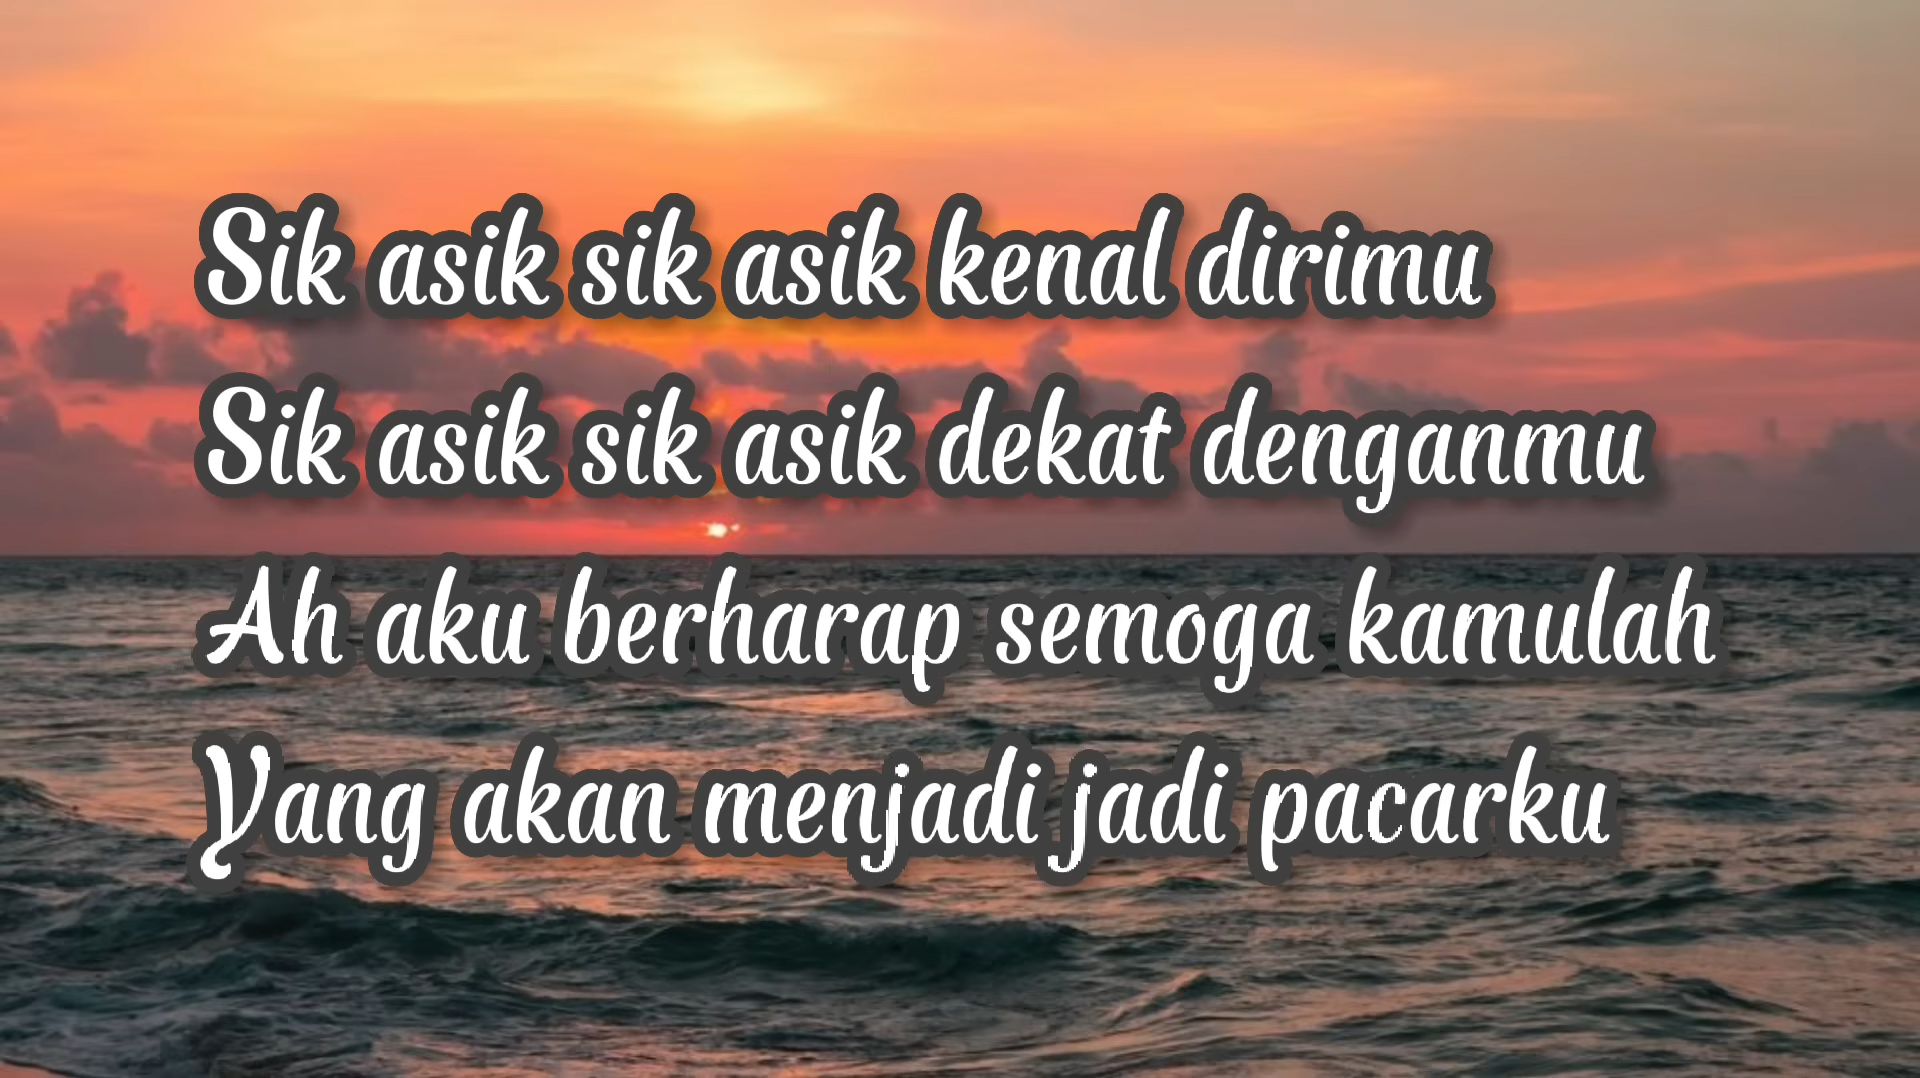 Sik asik sik asik kenal dirimu
Sik asik sik asik dekat denganmu
Ah aku berharap semoga kamulah
Yang akan menjadi jadi pacarku